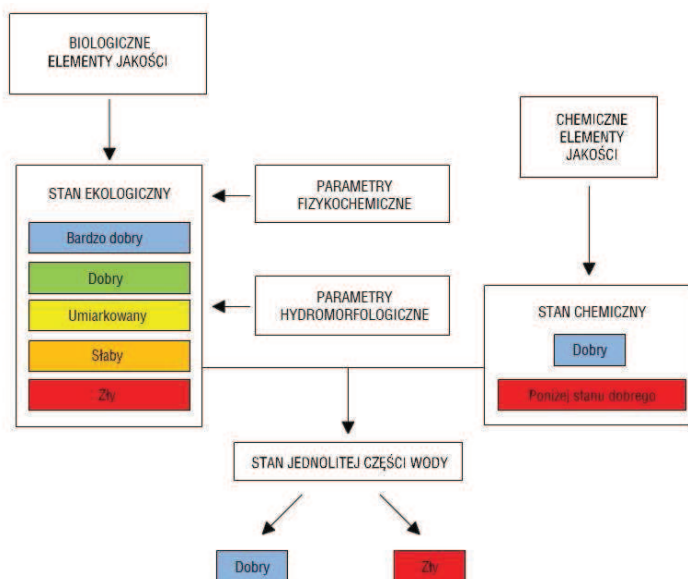 BIOLOGICZNE
ELEMENTY JAKOŚCI
CHEMICZNE
ELEMENTY
JAKOŚCI
STAN EKOLOGICZNY
Bardzo dobry
Dobry
Umiarkowany
Słaby
Zły
PARAMETRY
FIZYKOCHEMICZNE
PARAMETRY
HYDROMORFOLOGICZNE
STAN CHEMICZNY
Dobry
Poniżej stanu dobrego
STAN JEDNOLITEJ CZĘŚCI WODY
Dobry
Zły